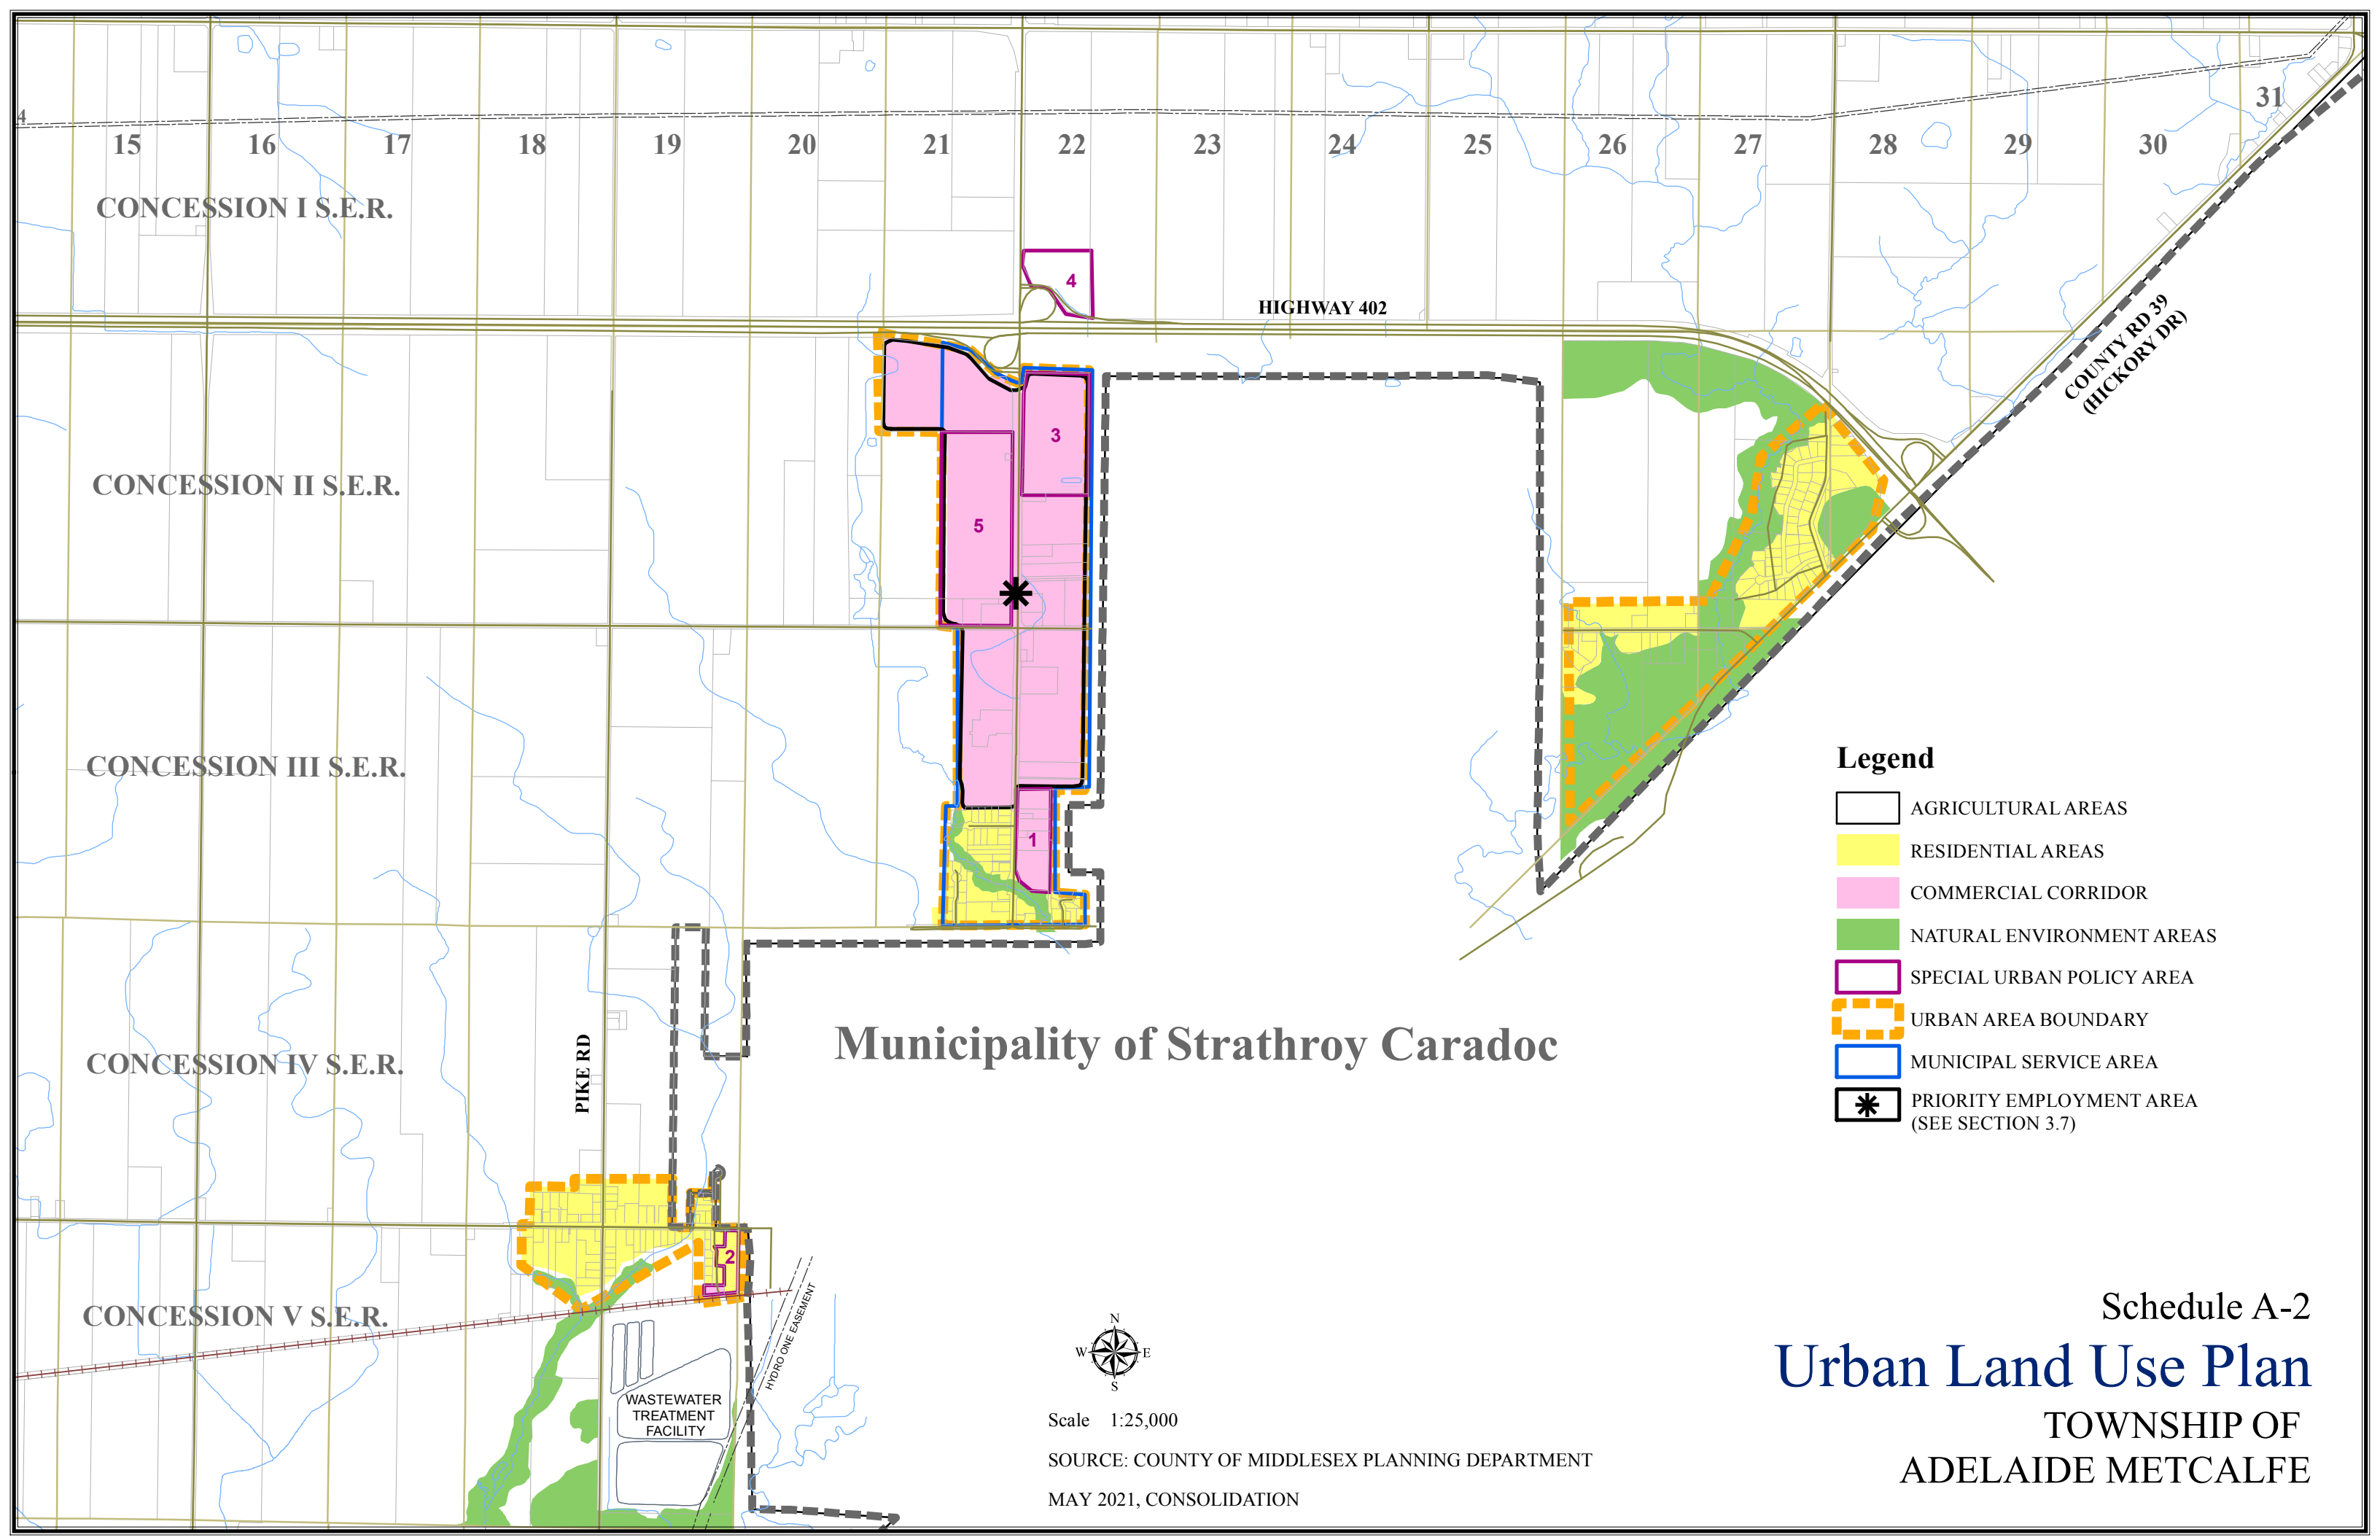 4
15 16 17 18 19 20 21 22 23 24 25 26 27 28 29 30 31
CONCESSION I S.E.R.
4
HIGHWAY 402
COUNTY RD 39
(HICKORY DR)
3
CONCESSION II S.E.R.
5
CONCESSION III S.E.R.
1
Legend
AGRICULTURAL AREAS
RESIDENTIAL AREAS
COMMERCIAL CORRIDOR
NATURAL ENVIRONMENT AREAS
SPECIAL URBAN POLICY AREA
URBAN AREA BOUNDARY
MUNICIPAL SERVICE AREA
PRIORITY EMPLOYMENT AREA
(SEE SECTION 3.7)
Municipality of Strathroy Caradoc
CONCESSION IV S.E.R.
PIKE RD
2
CONCESSION V S.E.R.
HYDRO ONE EASEMENT
WASTEWATER
TREATMENT
FACILITY
N
W E
S
Scale 1:25,000
SOURCE: COUNTY OF MIDDLESEX PLANNING DEPARTMENT
MAY 2021, CONSOLIDATION
Schedule A-2
Urban Land Use Plan
TOWNSHIP OF
ADELAIDE METCALFE